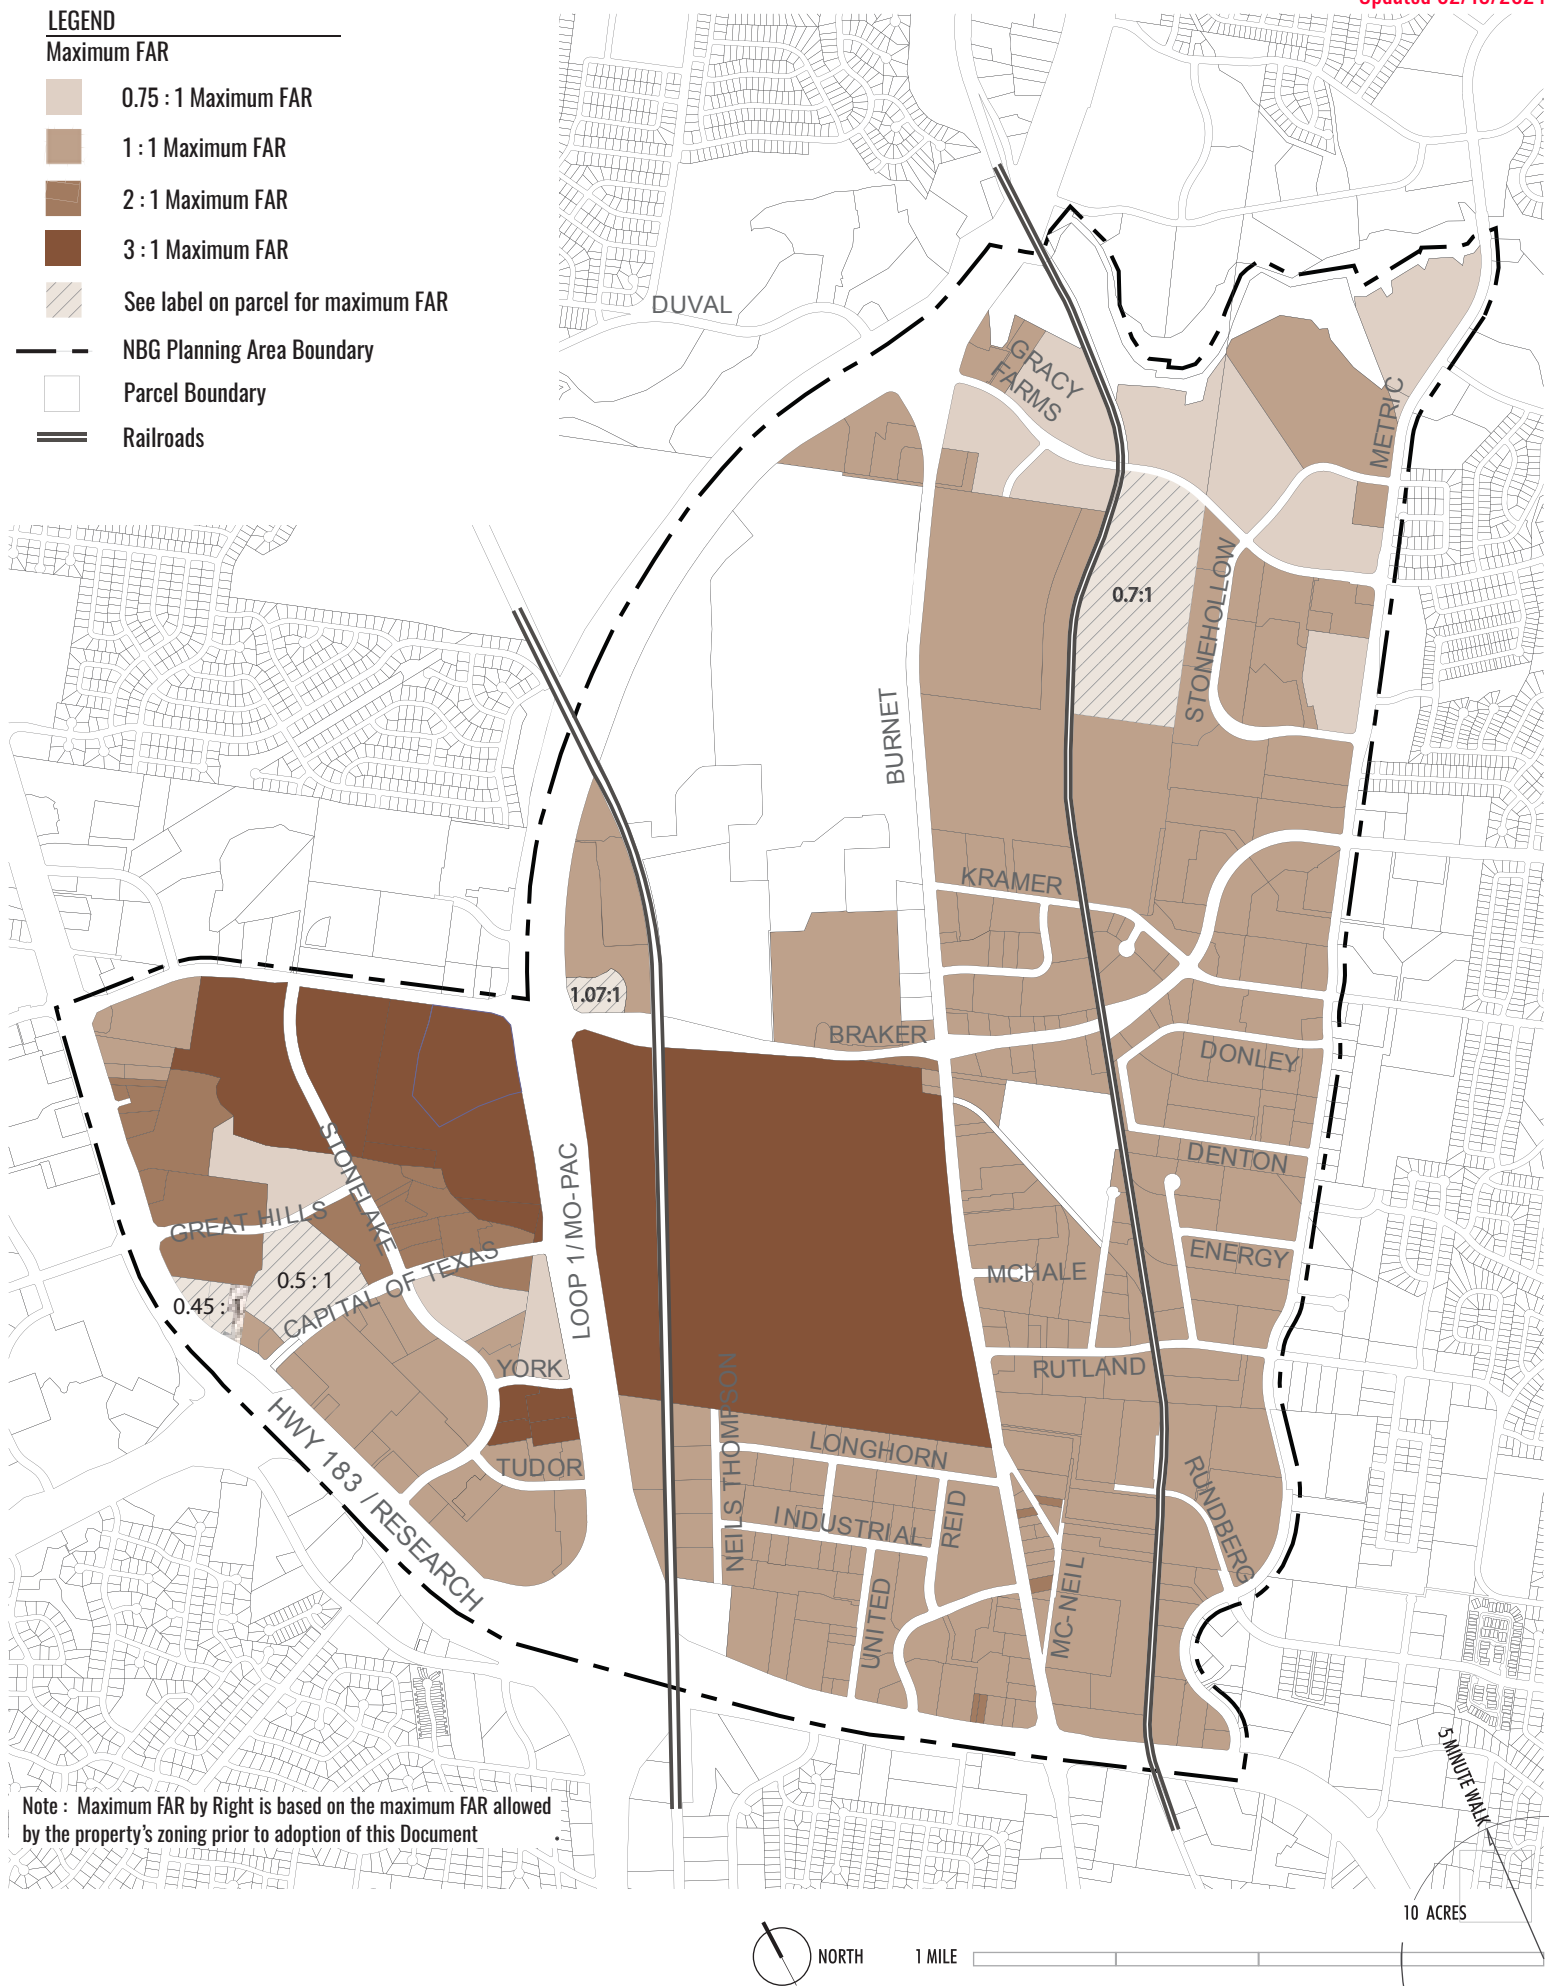 LEGEND
Maximum FAR
0.75 : 1 Maximum FAR
1 : 1 Maximum FAR
2 : 1 Maximum FAR
3 : 1 Maximum FAR
See label on parcel for maximum FAR
NBG Planning Area Boundary
Parcel Boundary
Railroads
DUVAL
GRACY
FARMS
METRIC
0.7:1
STONEHOLLOW
BURNET
KRAMER
1.07:1
BRAKER
DONLEY
DENTON
STONELAKE
LOOP 1/ MO-PAC
GREAT HILLS
ENERGY
MCHALE
0.5 : 1
0.45 :
CAPITAL OF TEXAS
YORK
RUTLAND
NEILS THOMPSON
HWY 183 / RESEARCH
TUDOR
LONGHORN
INDUSTRIAL
REID
RUNDBERG
UNITED
MC-NEIL
5 MINUTE WALK
Note : Maximum FAR by Right is based on the maximum FAR allowed
by the property's zoning prior to adoption of this Document
10 ACRES
NORTH
1 MILE